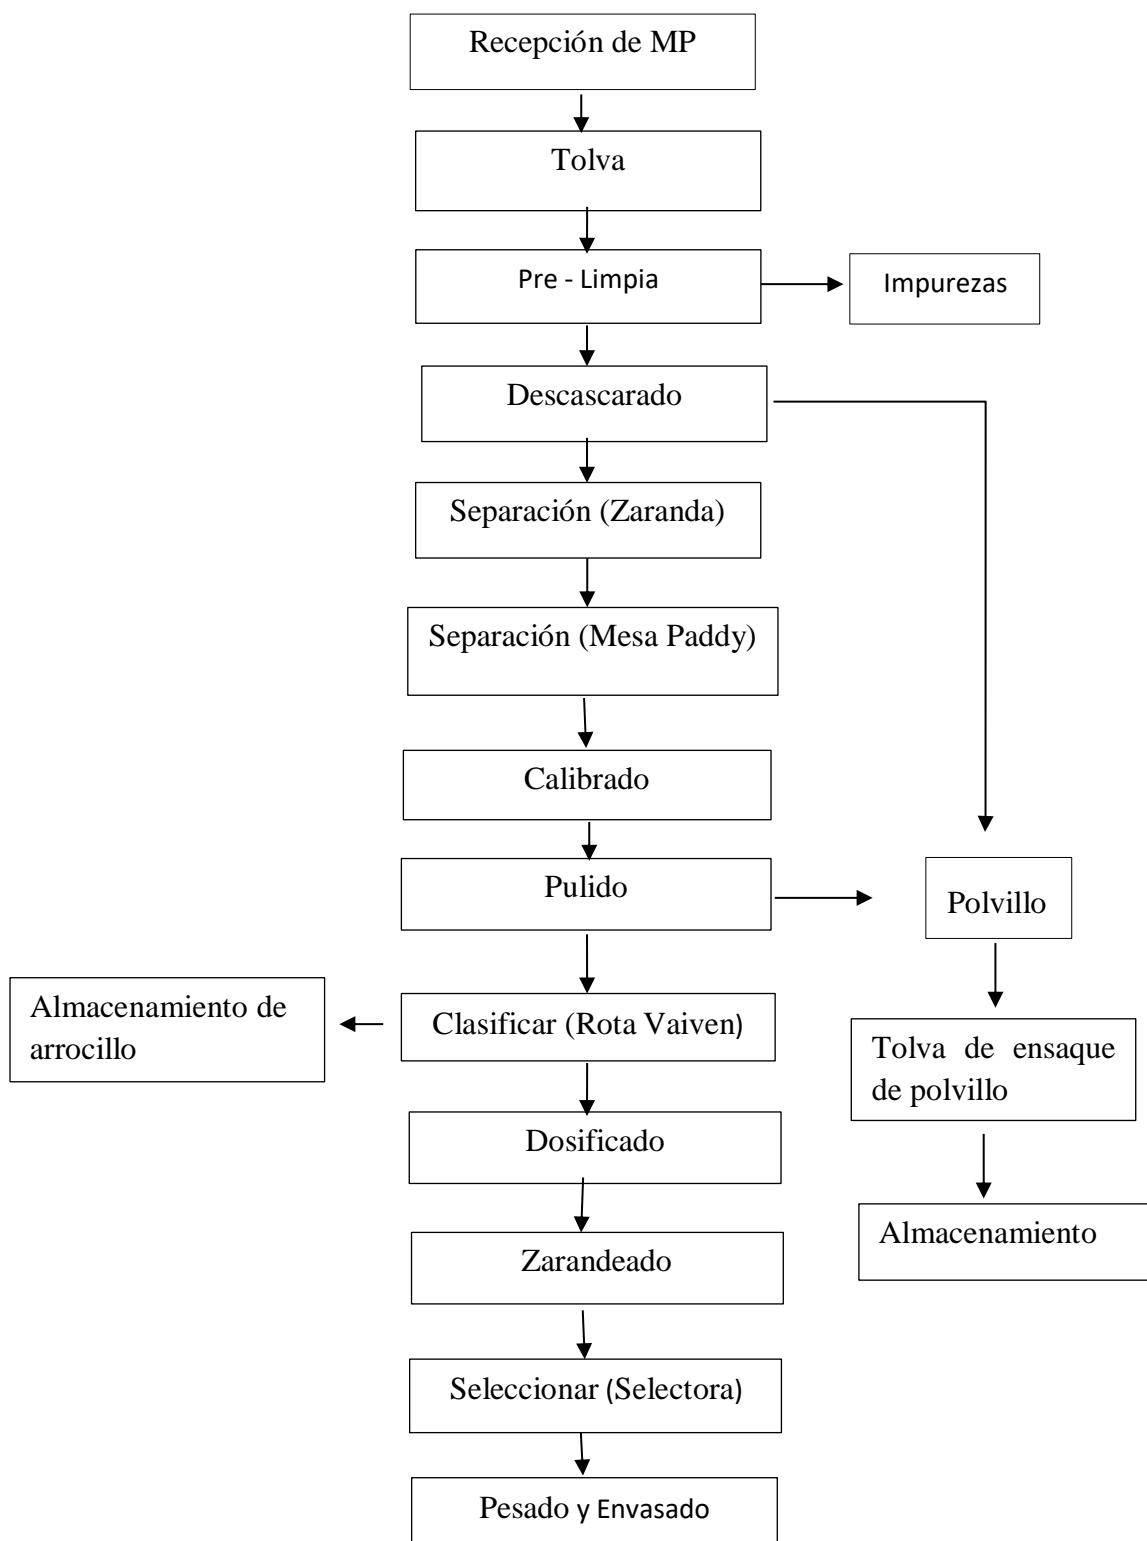 Recepción de MP
Tolva
Pre - Limpia
Impurezas
Descascarado
Separación (Zaranda)
Separación (Mesa Paddy)
Calibrado
Pulido
Polvillo
Almacenamiento de
arrocillo
Clasificar (Rota Vaiven)
Tolva de ensaque
de polvillo
Dosificado
Almacenamiento
Zarandeado
Seleccionar (Selectora)
Pesado y Envasado